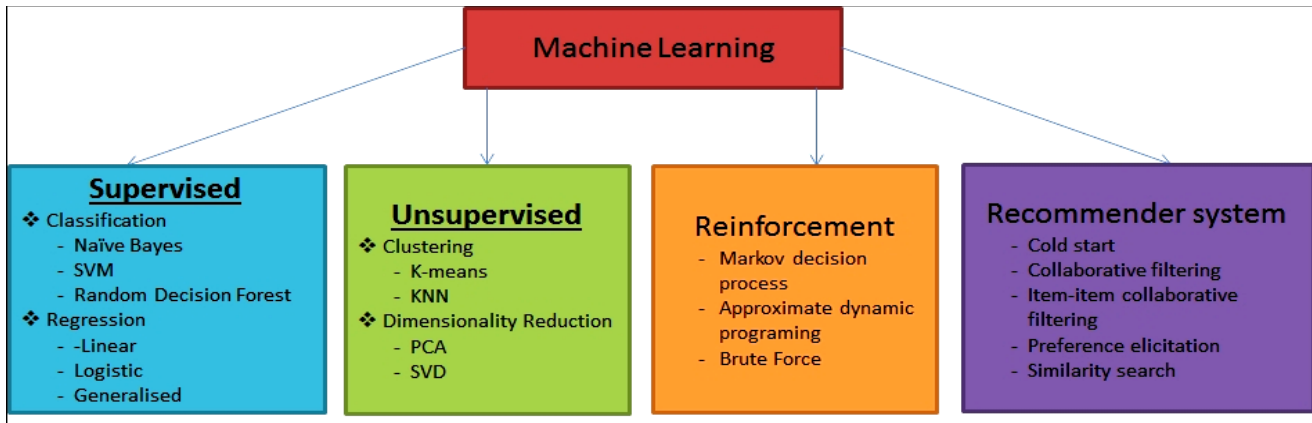 Machine Learning
Supervised
❖ Classification
- Naïve Bayes
- SVM
- Random Decision Forest
❖ Regression
- -Linear
- Logistic
- Generalised
Unsupervised
❖ Clustering
- K-means
- KNN
❖ Dimensionality Reduction
- PCA
- SVD
Reinforcement
- Markov decision
process
- Approximate dynamic
programing
- Brute Force
Recommender system
- Cold start
- Collaborative filtering
- Item-item collaborative
filtering
- Preference elicitation
- Similarity search